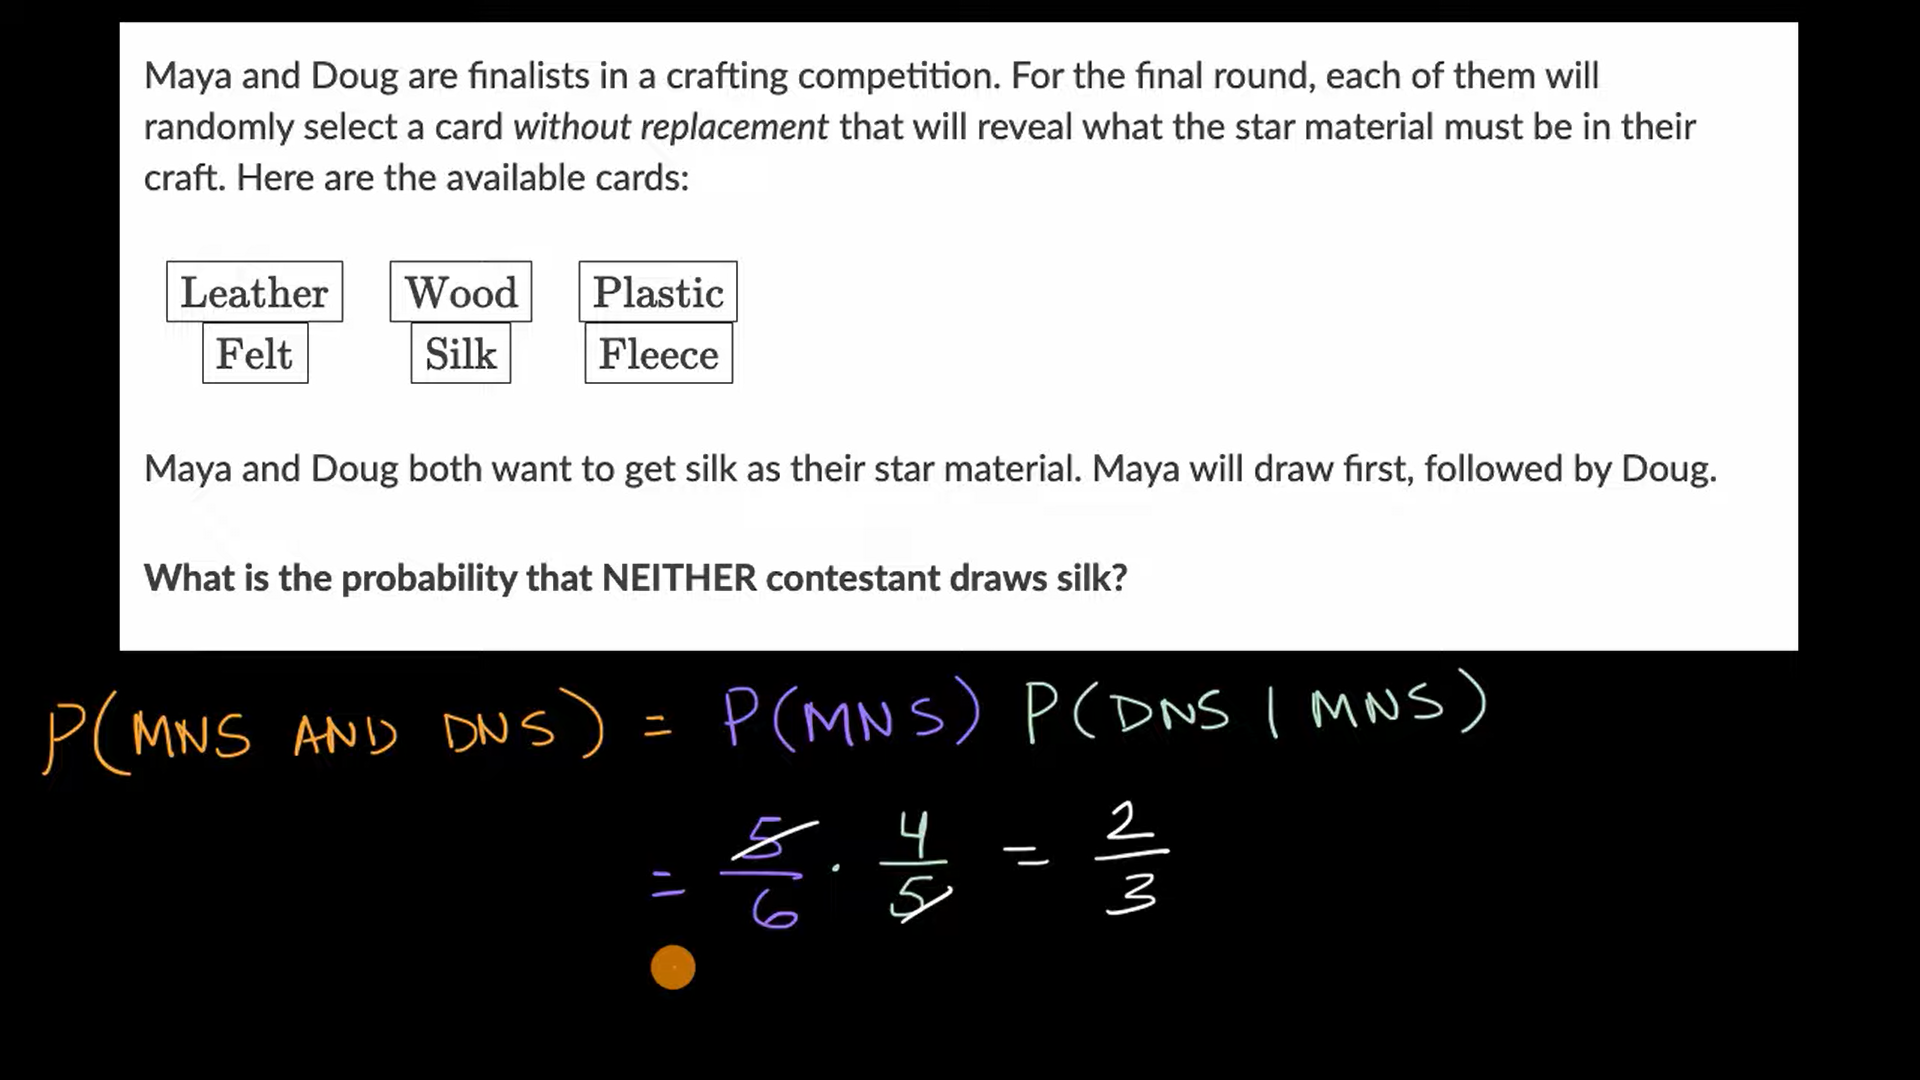 Maya and Doug are finalists in a crafting competition. For the final round, each of them will
randomly select a card without replacement that will reveal what the star material must be in their
craft. Here are the available cards:
Leather Wood Plastic
Felt Silk Fleece
Maya and Doug both want to get silk as their star material. Maya will draw first, followed by Doug.
What is the probability that NEITHER contestant draws silk?
P(MNS AND DNS) = P(MNS) P(DNS | MNS)
= 5/6 · 4/5 = 2/3